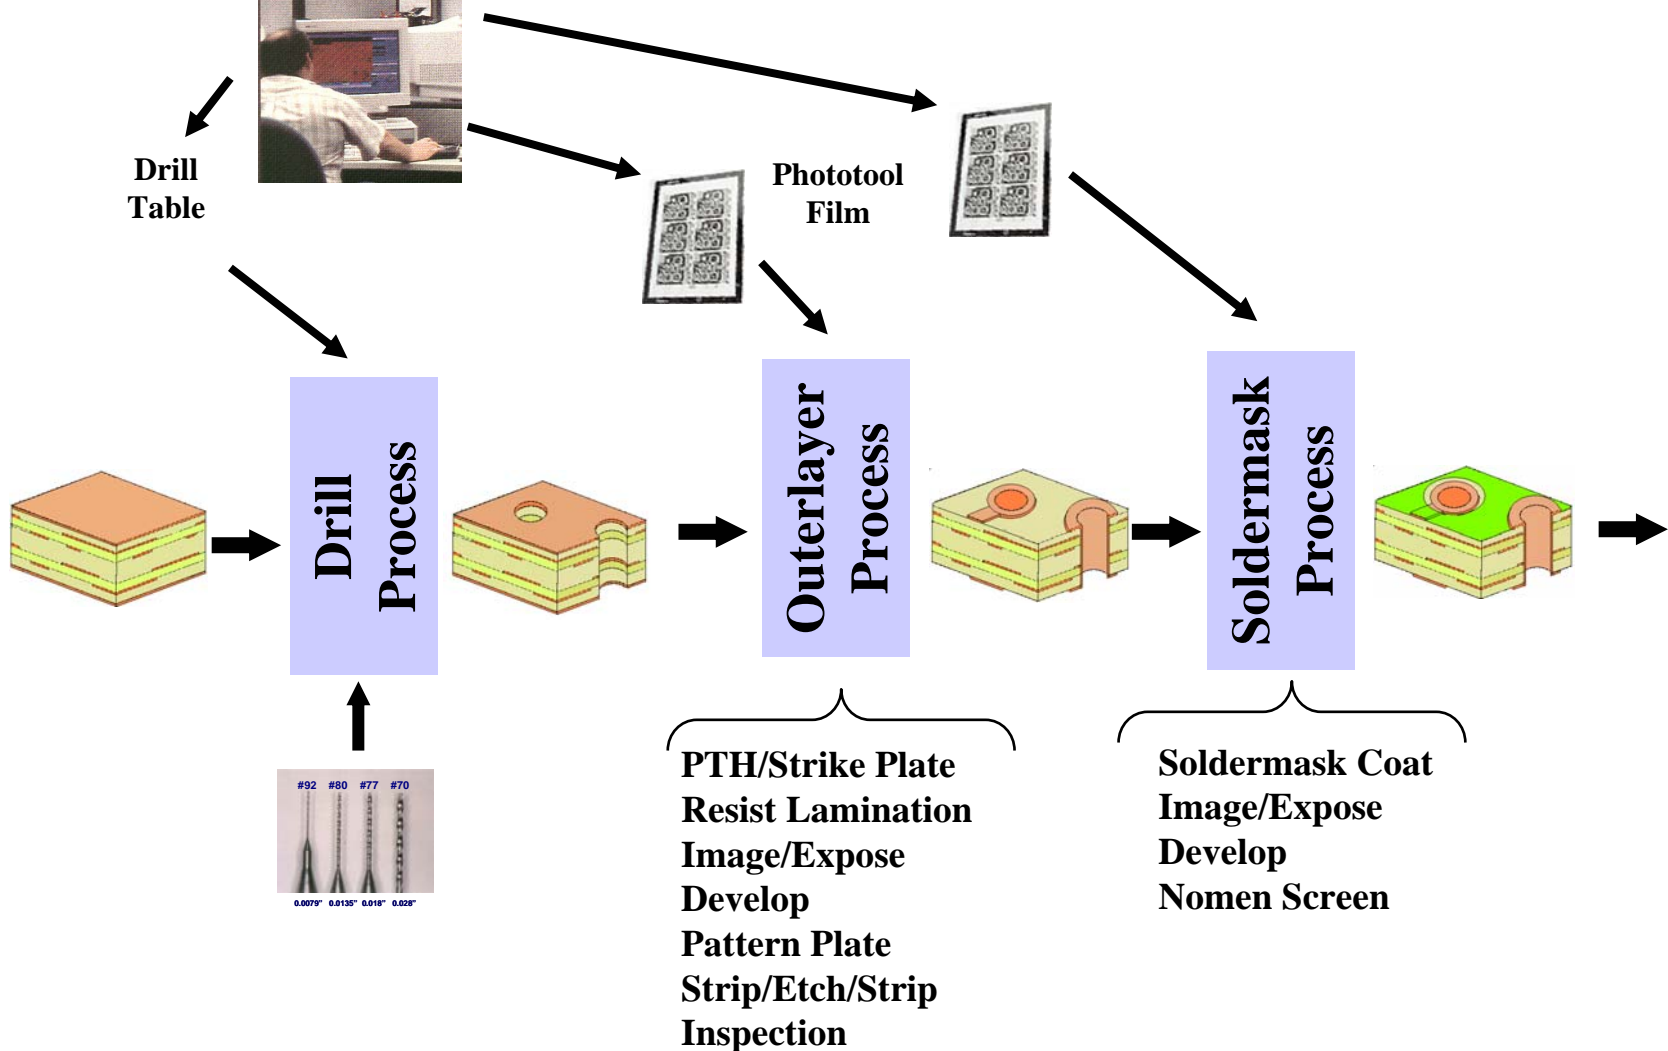 Drill
Table
Phototool
Film
Drill
Process
Outerlayer
Process
Soldermask
Process
#92 #80 #77 #70
0.0079" 0.0135" 0.018" 0.028"
PTH/Strike Plate
Resist Lamination
Image/Expose
Develop
Pattern Plate
Strip/Etch/Strip
Inspection
Soldermask Coat
Image/Expose
Develop
Nomen Screen